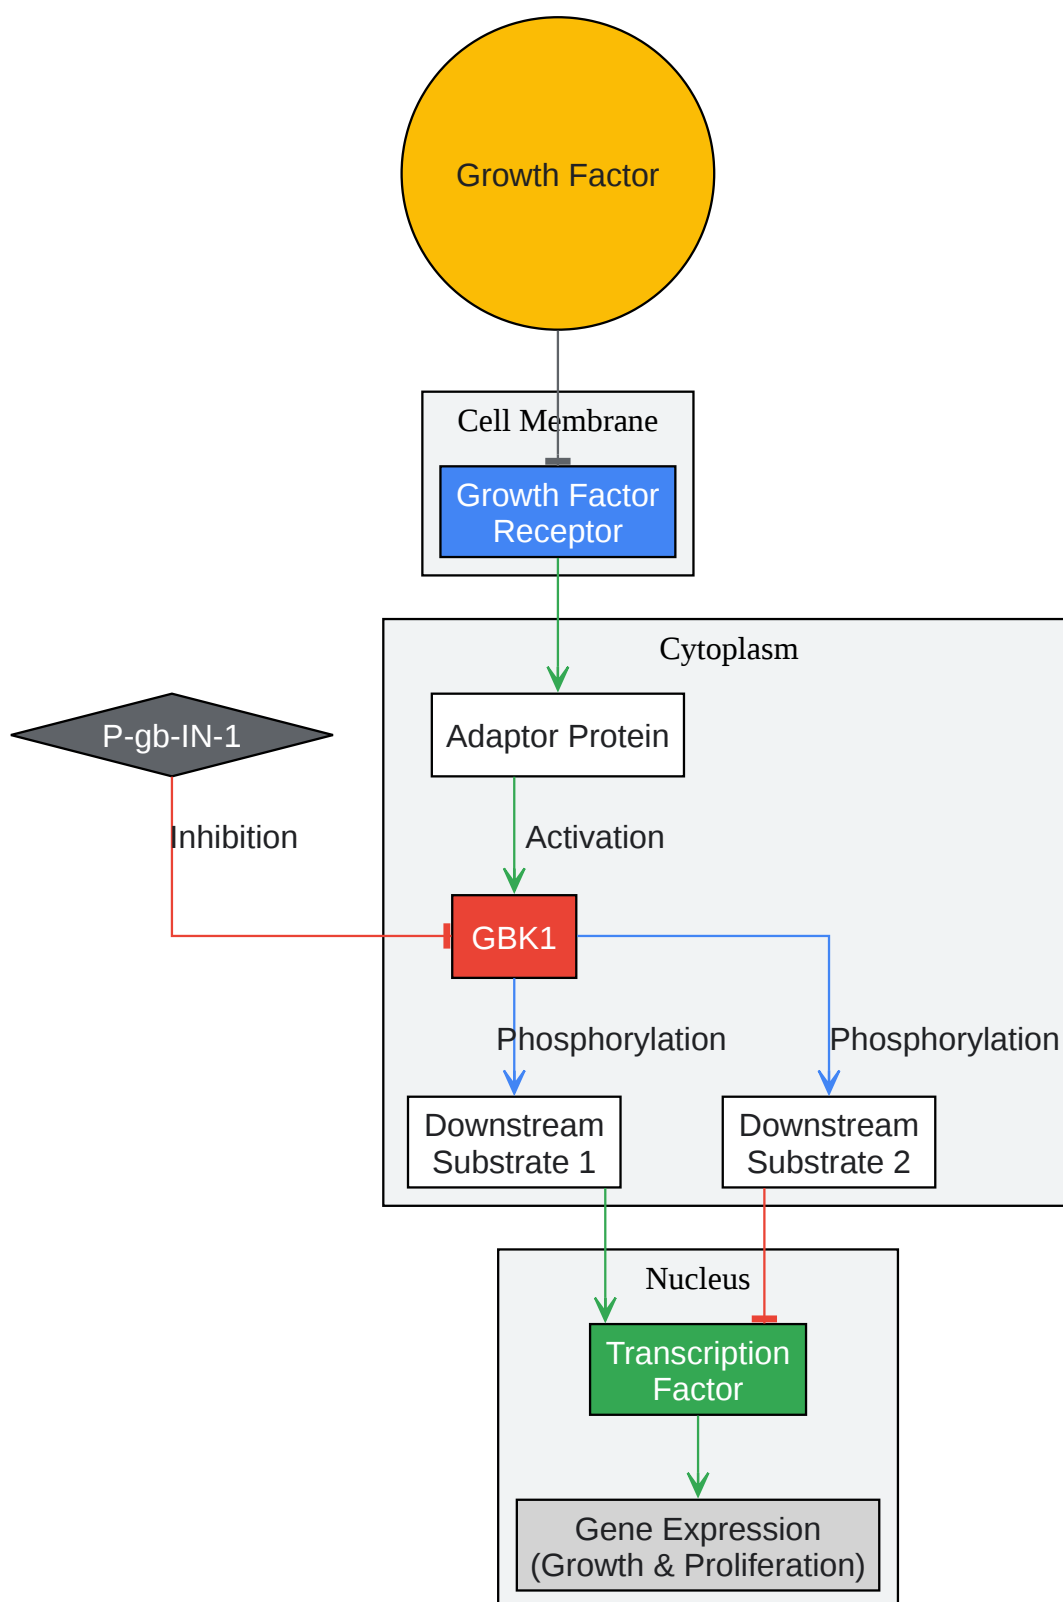 Growth Factor
Cell Membrane
Growth Factor
Receptor
Cytoplasm
P-gb-IN-1
Adaptor Protein
Inhibition
Activation
GBK1
Phosphorylation
Phosphorylation
Downstream
Substrate 1
Downstream
Substrate 2
Nucleus
Transcription
Factor
Gene Expression
(Growth & Proliferation)